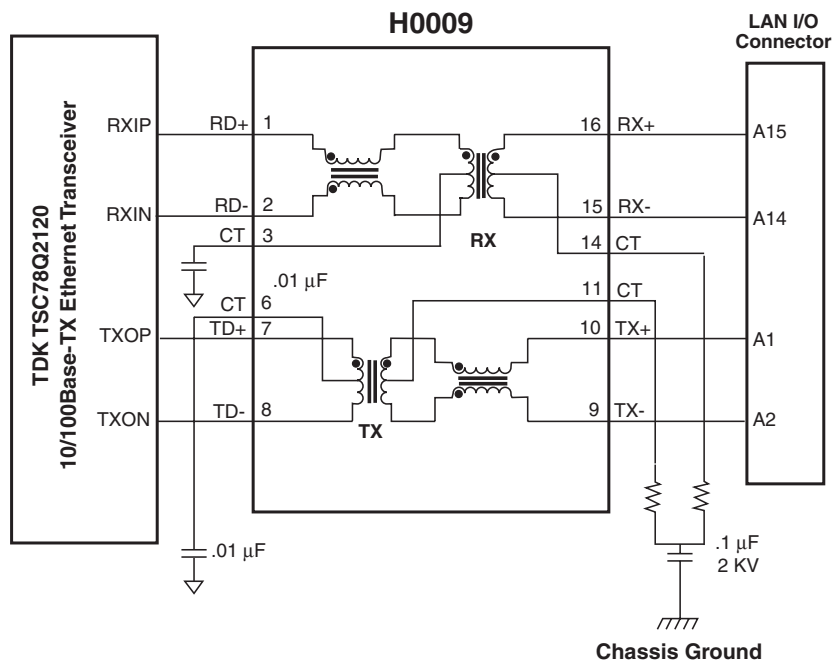 H0009
LAN I/O
Connector
TDK TSC78Q2120
10/100Base-TX Ethernet Transceiver
RXIP
RD+
1
16
RX+
A15
RXIN
RD-
2
15
RX-
A14
CT
3
RX
14
CT
.01 μF
11
CT
CT
6
TXOP
TD+
7
10
TX+
A1
TXON
TD-
8
9
TX-
A2
TX
.01 μF
.1 μF
2 KV
Chassis Ground